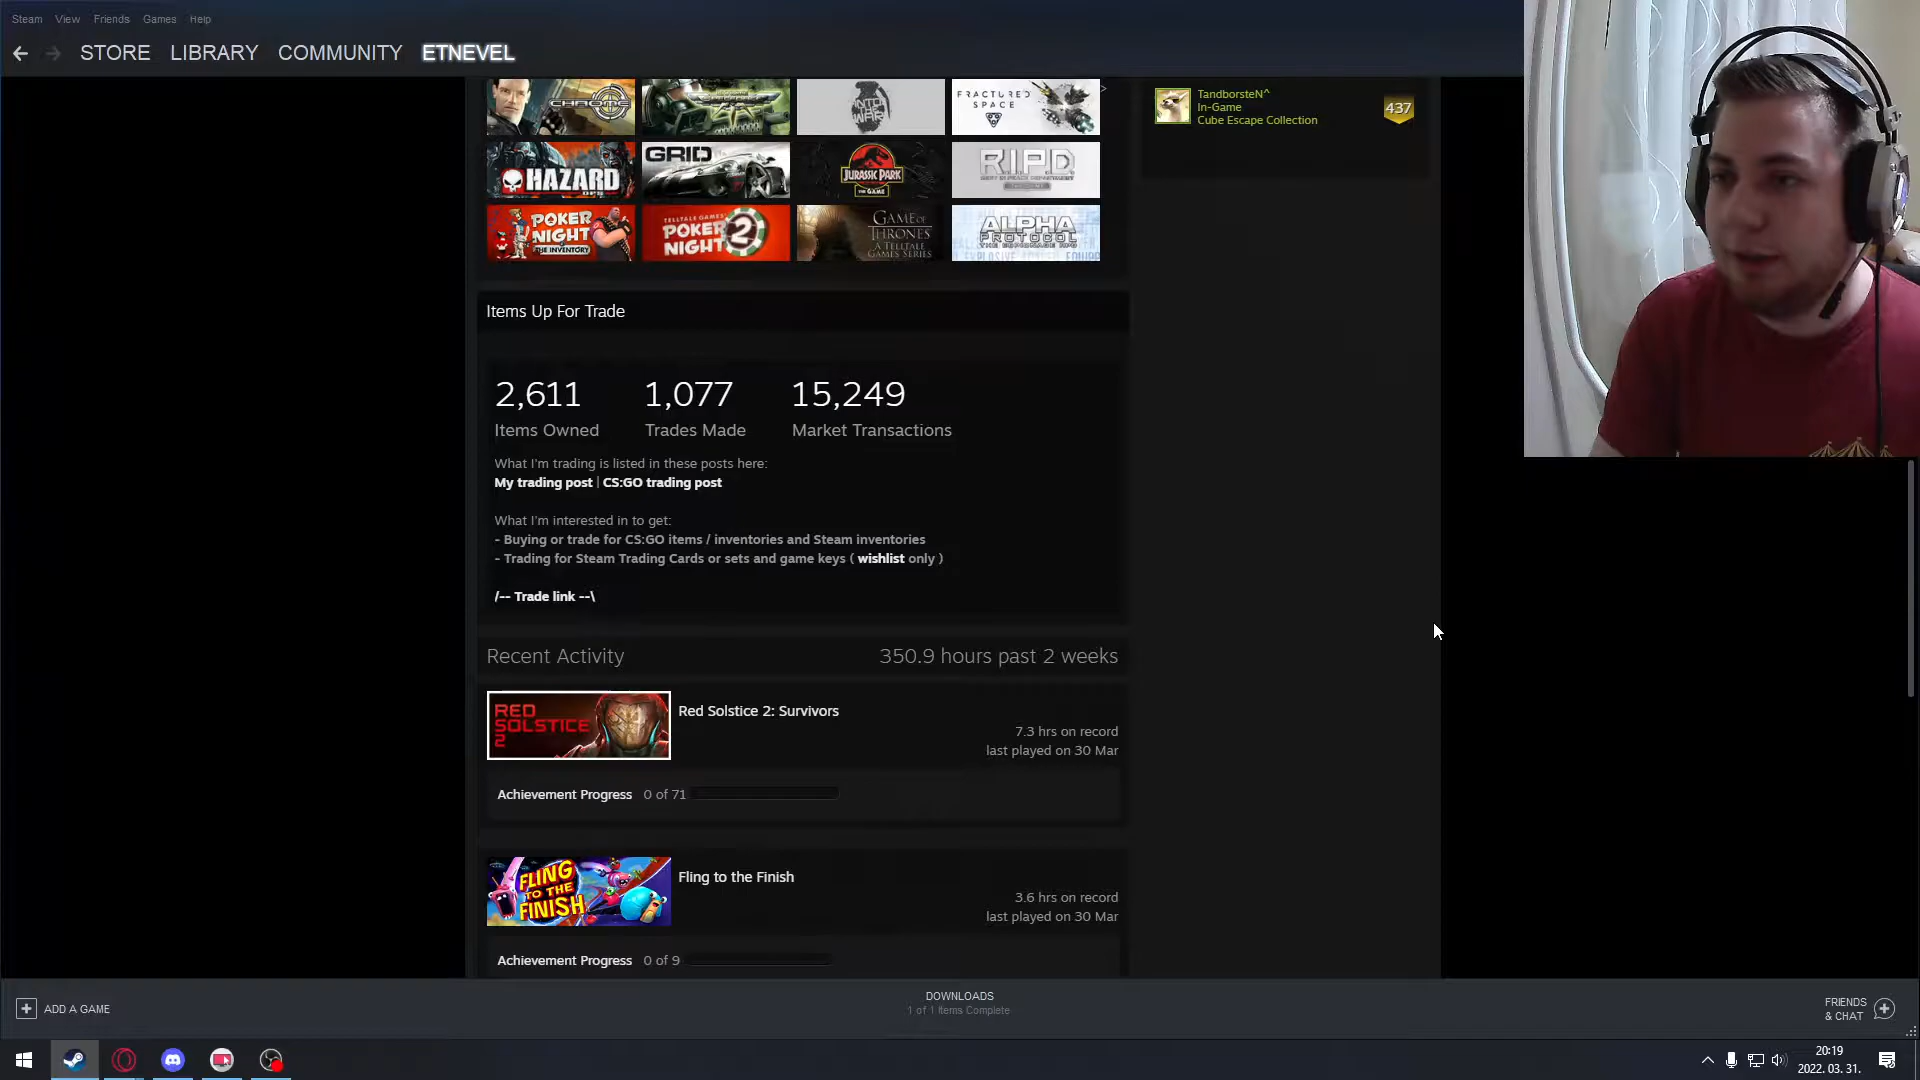 Steam View Friends Games Help
STORE LIBRARY COMMUNITY ETNEVEL
CHROME
FRACTURED SPACE
HAZARD OPS
GRID
JURASSIC PARK THE GAME
R.I.P.D.
POKER NIGHT AT THE INVENTORY
TELLTALE GAMES' POKER NIGHT 2
GAME OF THRONES A TELLTALE GAMES SERIES
ALPHA PROTOCOL THE ESPIONAGE RPG
TandborsteN^
In-Game
Cube Escape Collection
437
Items Up For Trade
2,611 1,077 15,249
Items Owned Trades Made Market Transactions
What I'm trading is listed in these posts here:
My trading post | CS:GO trading post
What I'm interested in to get:
- Buying or trade for CS:GO items / inventories and Steam inventories
- Trading for Steam Trading Cards or sets and game keys ( wishlist only )
/-- Trade link --\
Recent Activity 350.9 hours past 2 weeks
RED SOLSTICE 2
Red Solstice 2: Survivors
7.3 hrs on record
last played on 30 Mar
Achievement Progress 0 of 71
FLING TO THE FINISH
Fling to the Finish
3.6 hrs on record
last played on 30 Mar
Achievement Progress 0 of 9
ADD A GAME
DOWNLOADS
1 of 1 Items Complete
FRIENDS & CHAT
20:19
2022. 03. 31.